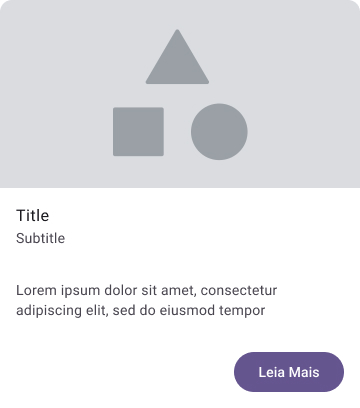 Title
Subtitle
Lorem ipsum dolor sit amet, consectetur
adipiscing elit, sed do eiusmod tempor
Leia Mais